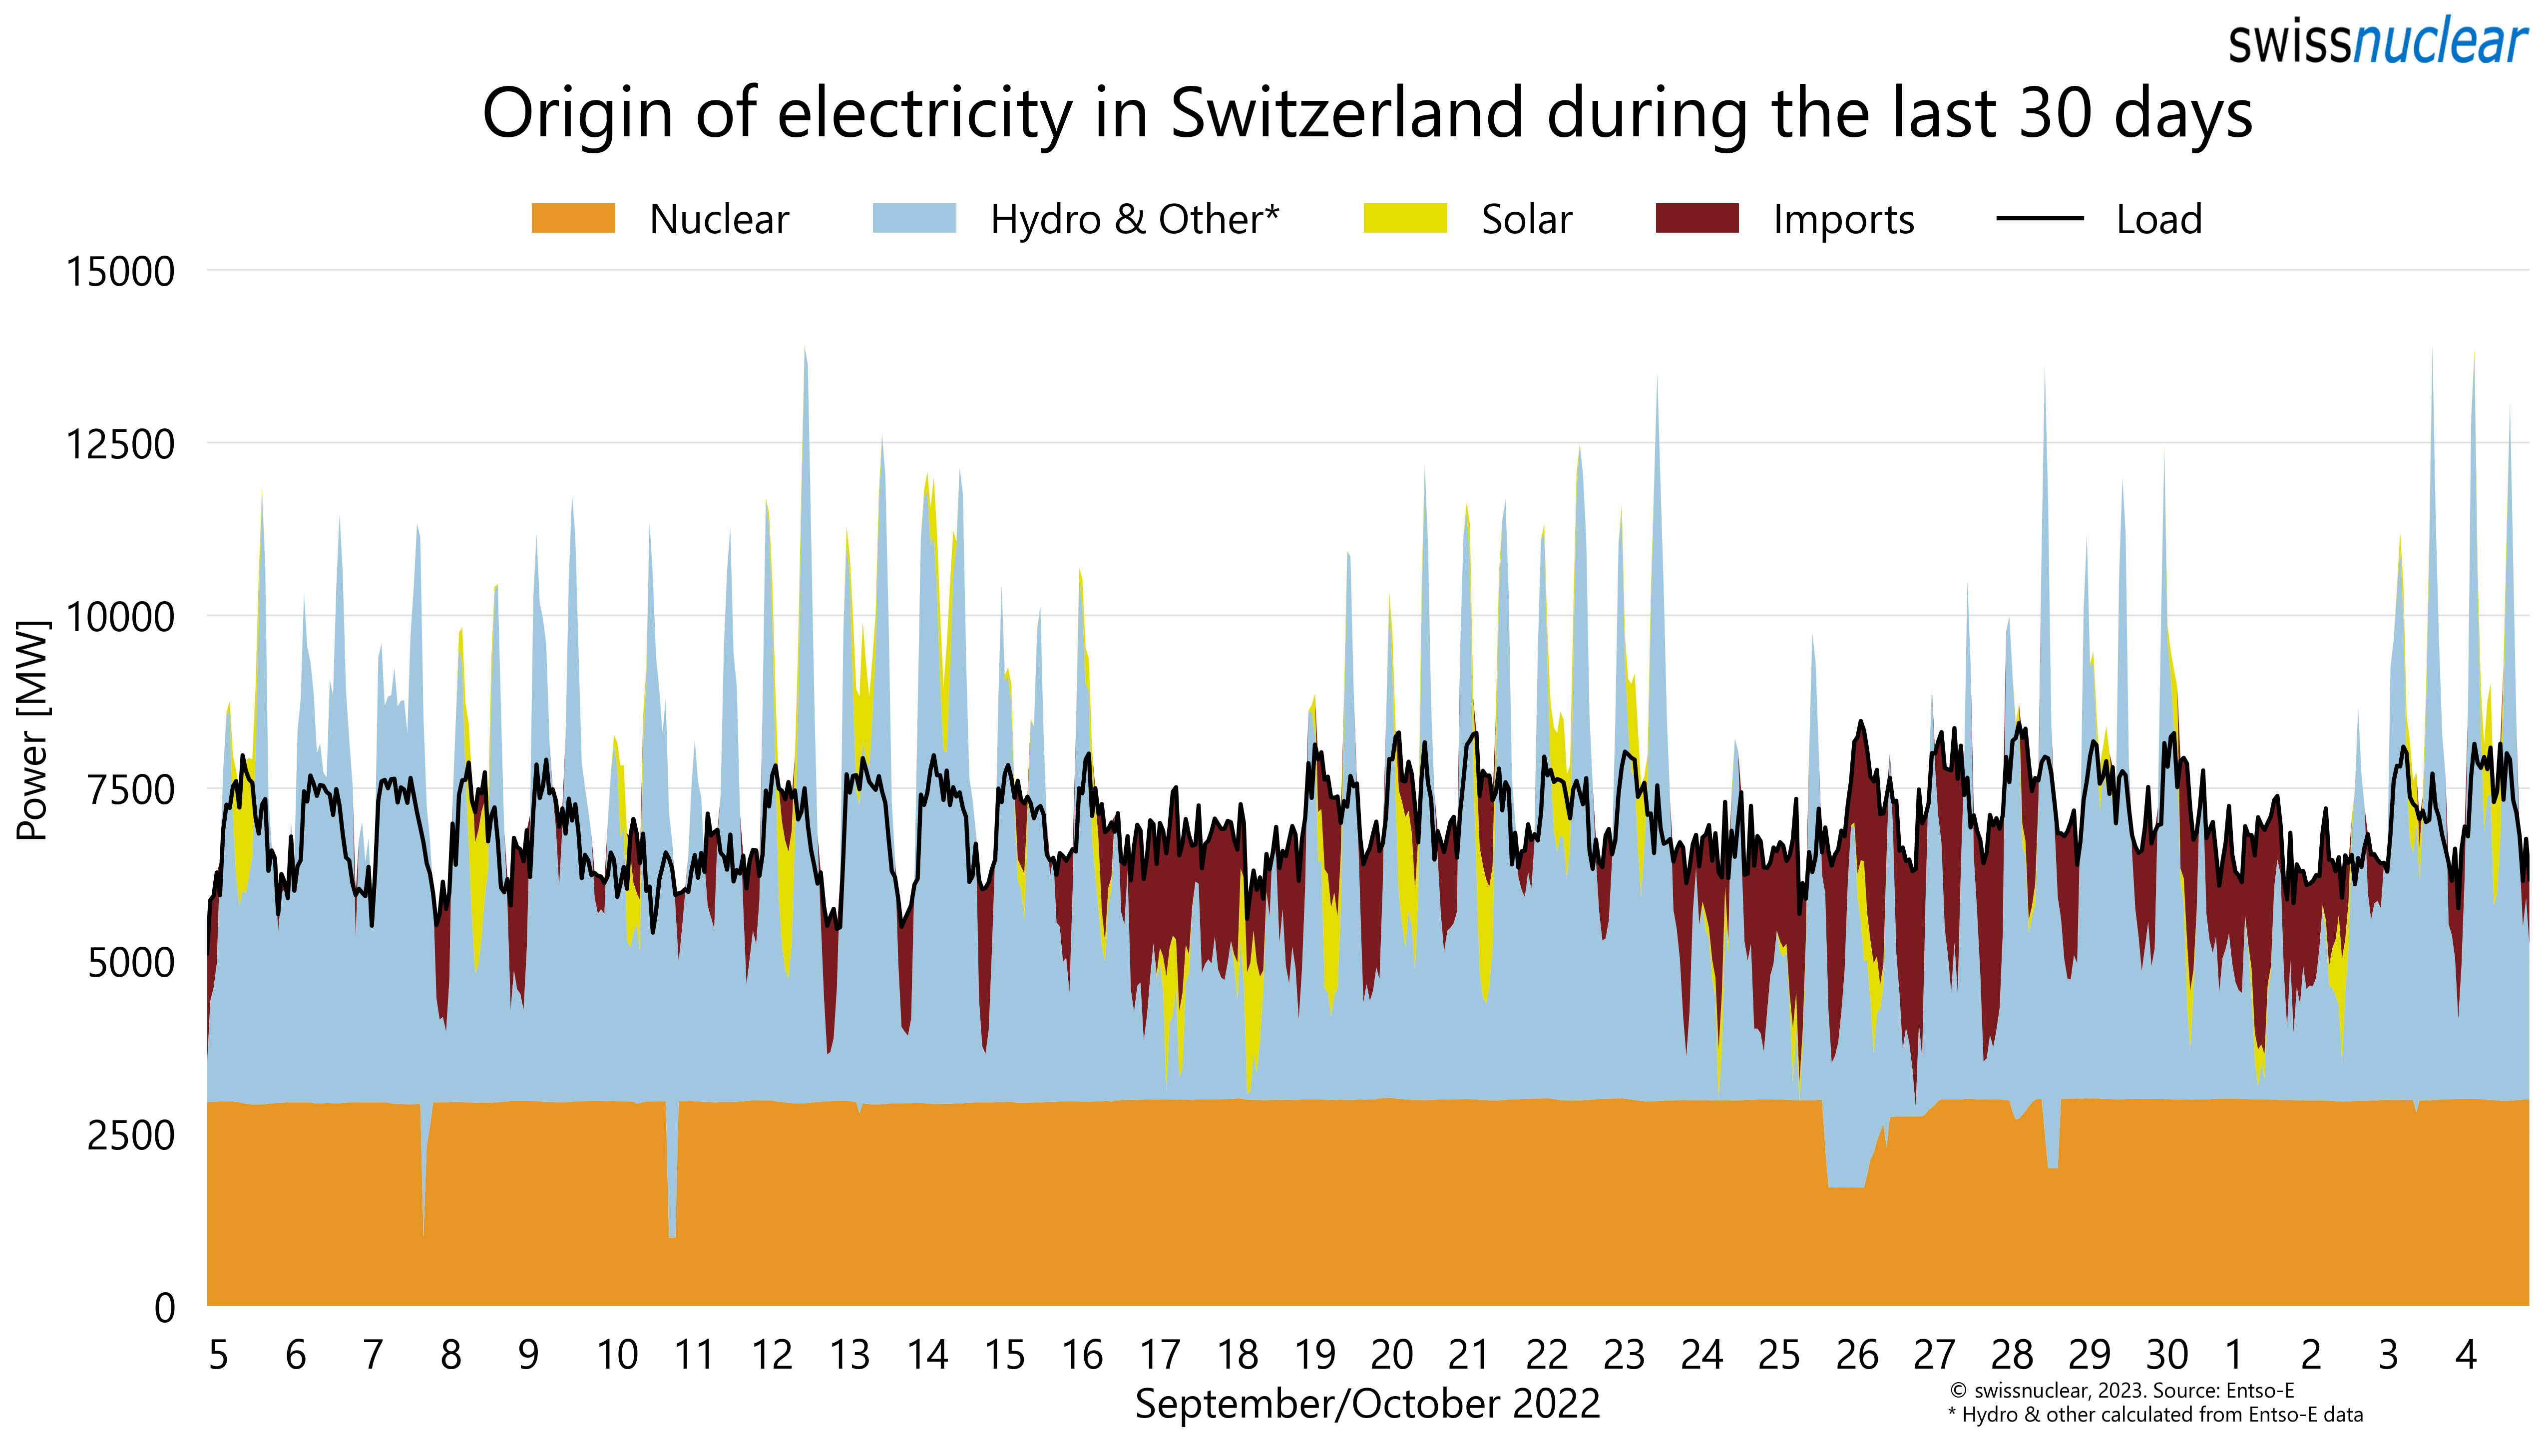 swissnuclear
Origin of electricity in Switzerland during the last 30 days
Nuclear Hydro & Other* Solar Imports Load
15000
12500
10000
7500
5000
2500
0
Power [MW]
5 6 7 8 9 10 11 12 13 14 15 16 17 18 19 20 21 22 23 24 25 26 27 28 29 30 1 2 3 4
September/October 2022
© swissnuclear, 2023. Source: Entso-E
* Hydro & other calculated from Entso-E data